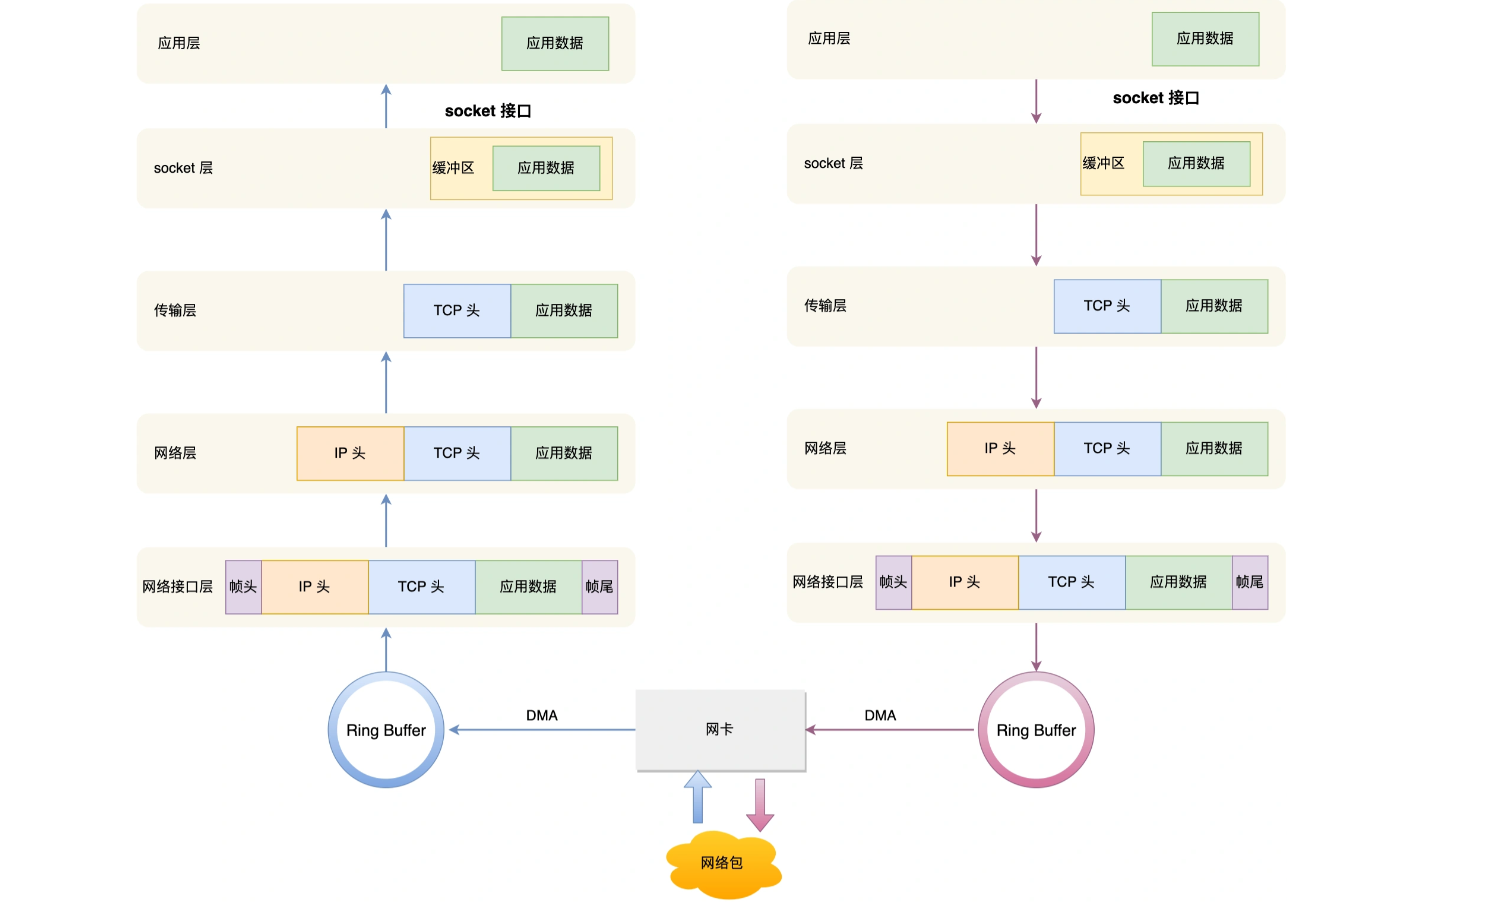 应用层
应用数据
socket 接口
socket 层
缓冲区
应用数据
传输层
TCP 头
应用数据
网络层
IP 头
TCP 头
应用数据
网络接口层
帧头
IP 头
TCP 头
应用数据
帧尾
Ring Buffer
DMA
网卡
网络包
应用层
应用数据
socket 接口
socket 层
缓冲区
应用数据
传输层
TCP 头
应用数据
网络层
IP 头
TCP 头
应用数据
网络接口层
帧头
IP 头
TCP 头
应用数据
帧尾
DMA
Ring Buffer